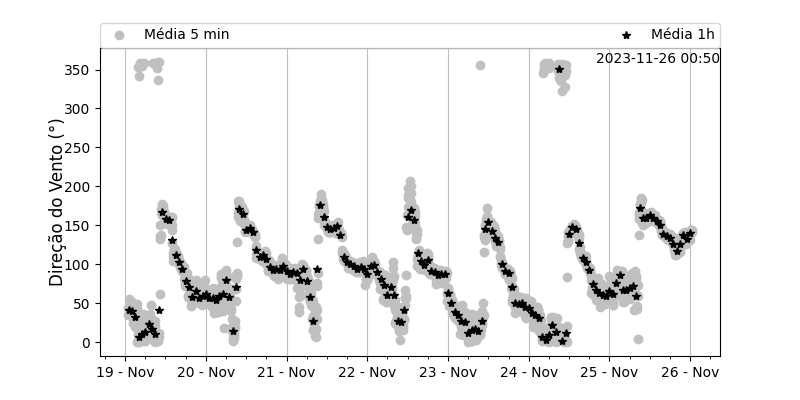 Média 5 min
Média 1h
2023-11-26 00:50
Direção do Vento (°)
350
300
250
200
150
100
50
0
19 - Nov
20 - Nov
21 - Nov
22 - Nov
23 - Nov
24 - Nov
25 - Nov
26 - Nov